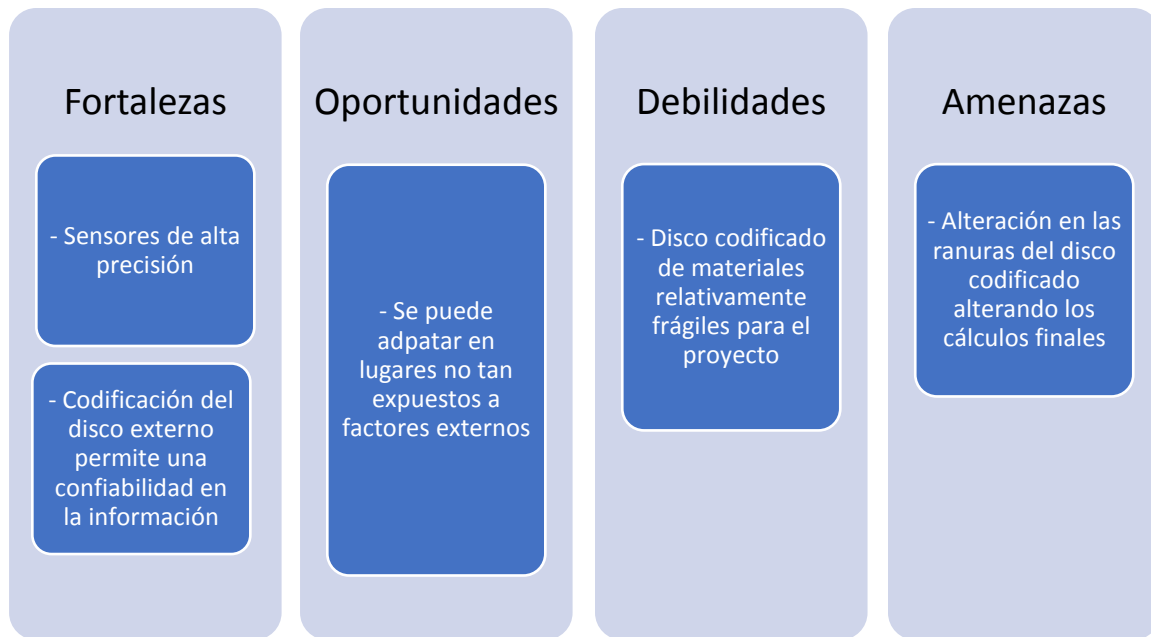 Fortalezas
- Sensores de alta
precisión
- Codificación del
disco externo
permite una
confiabilidad en
la información
Oportunidades
- Se puede
adpatar en
lugares no tan
expuestos a
factores externos
Debilidades
- Disco codificado
de materiales
relativamente
frágiles para el
proyecto
Amenazas
- Alteración en las
ranuras del disco
codificado
alterando los
cálculos finales